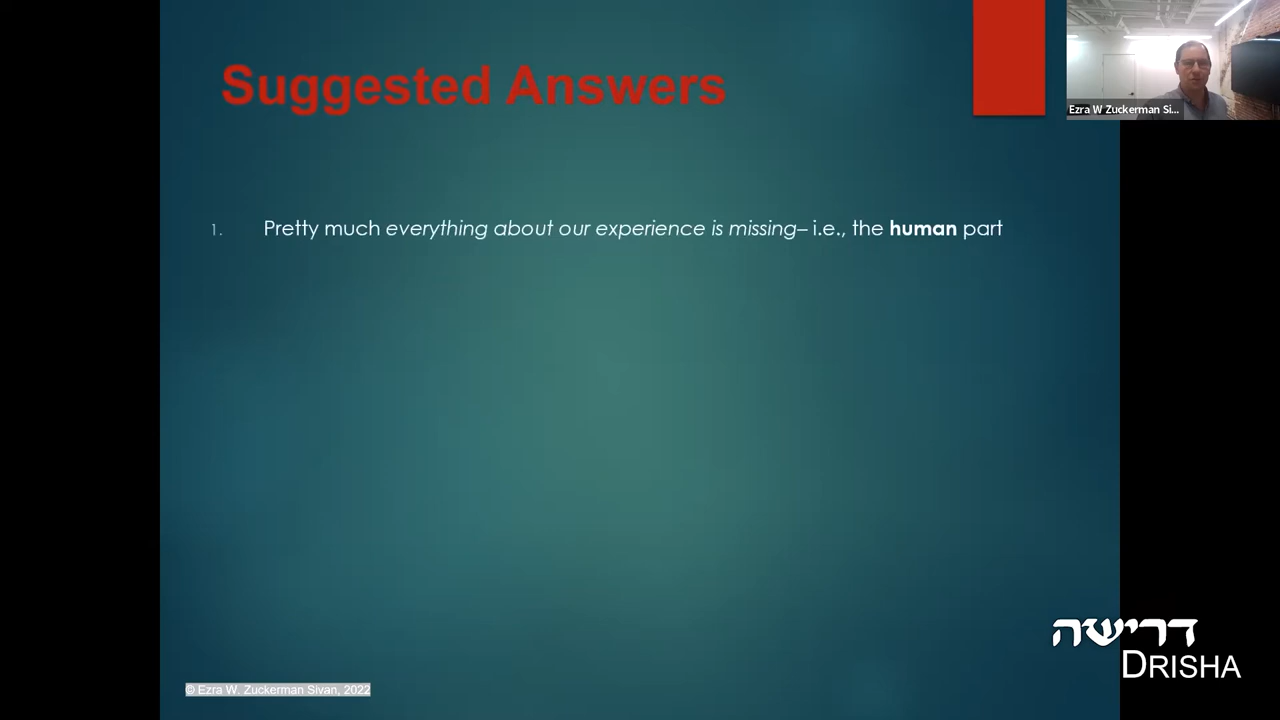 Suggested Answers
Ezra W Zuckerman Si...
1. Pretty much everything about our experience is missing– i.e., the human part
דרישה
DRISHA
© Ezra W. Zuckerman Sivan, 2022